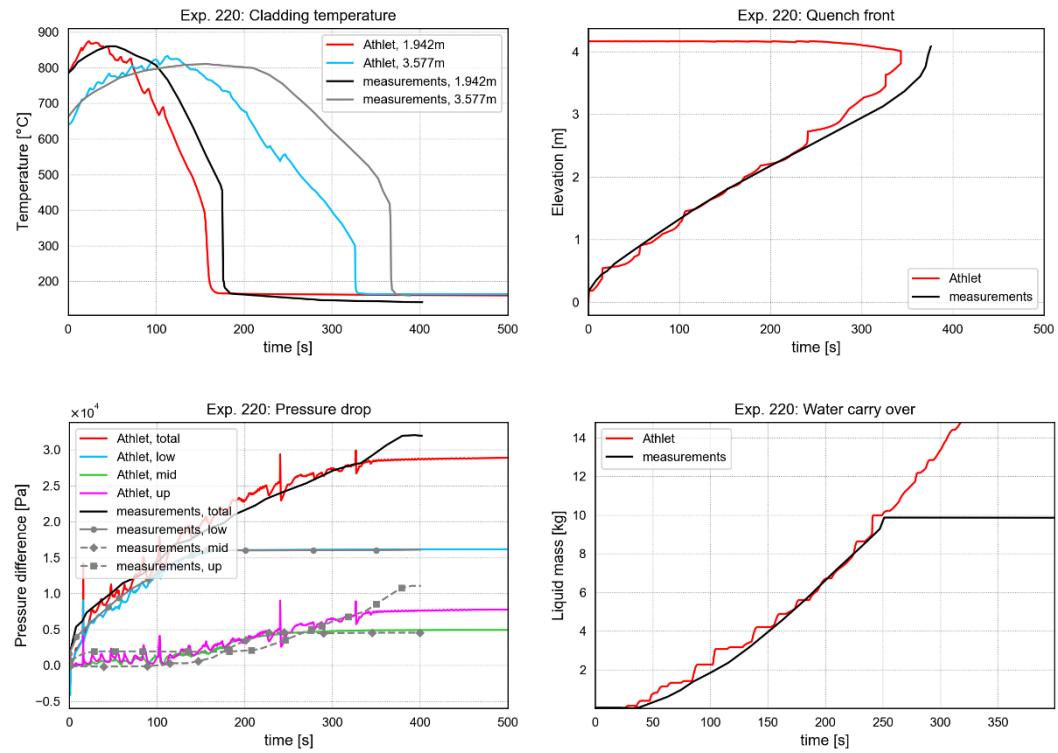 Exp. 220: Cladding temperature
900
800
700
600
500
400
300
200
Temperature [°C]
Athlet, 1.942m
Athlet, 3.577m
measurements, 1.942m
measurements, 3.577m
0 100 200 300 400 500
time [s]
Exp. 220: Quench front
5
4
3
2
1
0
Elevation [m]
Athlet
measurements
0 100 200 300 400 500
time [s]
Exp. 220: Pressure drop
×10⁴
3.0
2.5
2.0
1.5
1.0
0.5
0.0
−0.5
Pressure difference [Pa]
Athlet, total
Athlet, low
Athlet, mid
Athlet, up
measurements, total
measurements, low
measurements, mid
measurements, up
0 100 200 300 400 500
time [s]
Exp. 220: Water carry over
14
12
10
8
6
4
2
Liquid mass [kg]
Athlet
measurements
0 50 100 150 200 250 300 350
time [s]